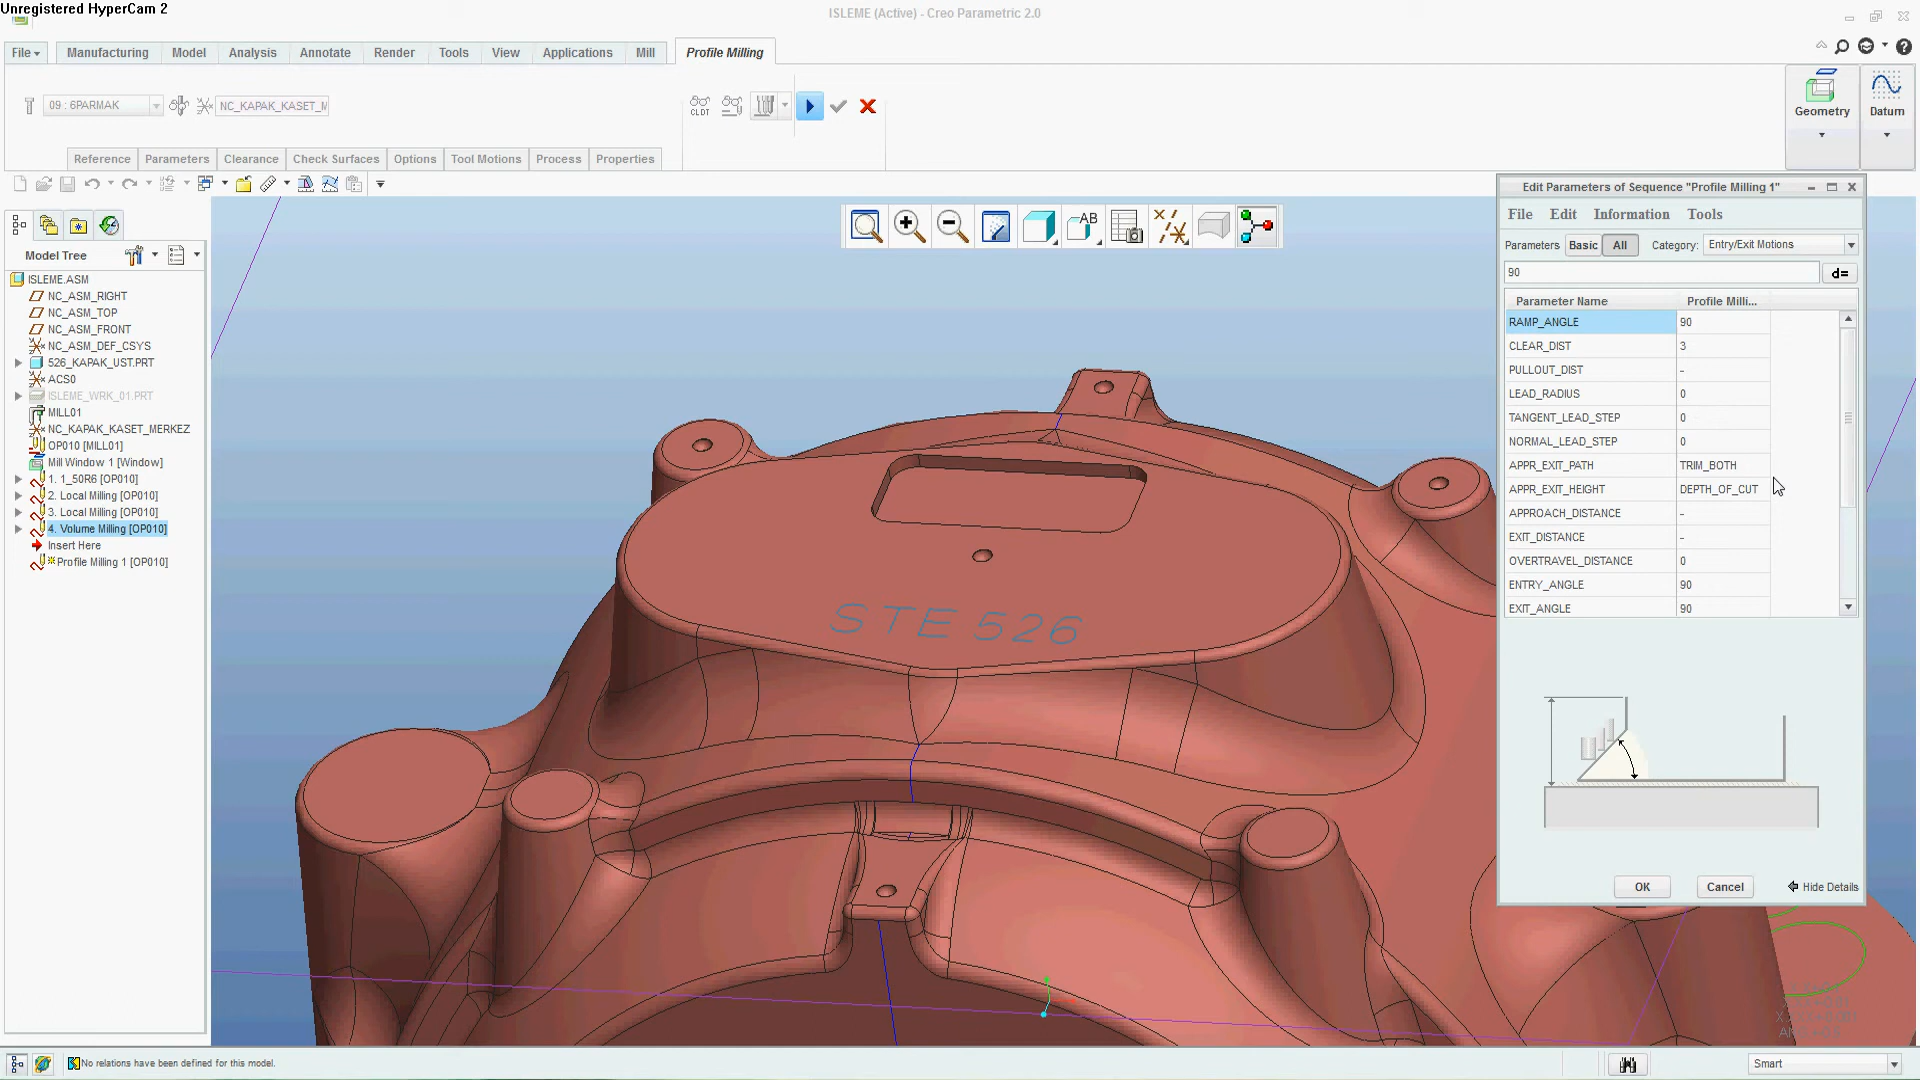 Unregistered HyperCam 2
ISLEME (Active) - Creo Parametric 2.0
File
Manufacturing
Model
Analysis
Annotate
Render
Tools
View
Applications
Mill
Profile Milling
09 : 6PARMAK
NC_KAPAK_KASET_M
CLDT
Geometry
Datum
Reference
Parameters
Clearance
Check Surfaces
Options
Tool Motions
Process
Properties
Model Tree
ISLEME.ASM
NC_ASM_RIGHT
NC_ASM_TOP
NC_ASM_FRONT
NC_ASM_DEF_CSYS
526_KAPAK_UST.PRT
ACS0
ISLEME_WRK_01.PRT
MILL01
NC_KAPAK_KASET_MERKEZ
OP010 [MILL01]
Mill Window 1 [Window]
1. 1_50R6 [OP010]
2. Local Milling [OP010]
3. Local Milling [OP010]
4. Volume Milling [OP010]
Insert Here
Profile Milling 1 [OP010]
AB
STE 526
Edit Parameters of Sequence "Profile Milling 1"
File Edit Information Tools
Parameters Basic All Category: Entry/Exit Motions
90 d=
Parameter Name Profile Milli...
RAMP_ANGLE 90
CLEAR_DIST 3
PULLOUT_DIST -
LEAD_RADIUS 0
TANGENT_LEAD_STEP 0
NORMAL_LEAD_STEP 0
APPR_EXIT_PATH TRIM_BOTH
APPR_EXIT_HEIGHT DEPTH_OF_CUT
APPROACH_DISTANCE -
EXIT_DISTANCE -
OVERTRAVEL_DISTANCE 0
ENTRY_ANGLE 90
EXIT_ANGLE 90
OK Cancel Hide Details
No relations have been defined for this model.
Smart